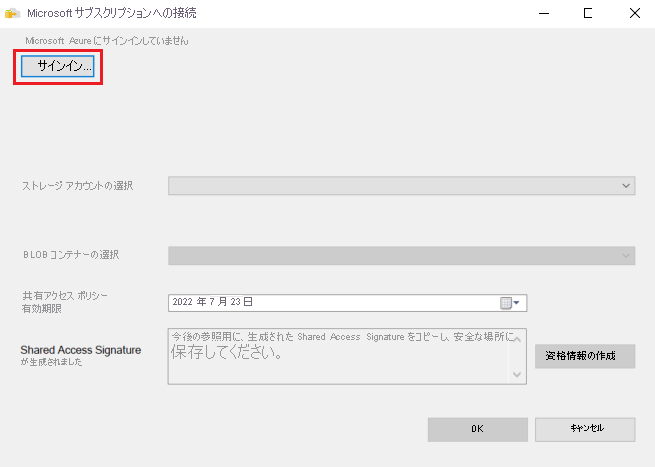 Microsoft サブスクリプションへの接続
Microsoft Azure にサインインしていません
サインイン...
ストレージ アカウントの選択
BLOB コンテナーの選択
共有アクセス ポリシー
有効期限
2022 年 7 月 23 日
Shared Access Signature
が生成されました
今後の参照用に、生成された Shared Access Signature をコピーし、安全な場所に
保存してください。
資格情報の作成
OK
キャンセル